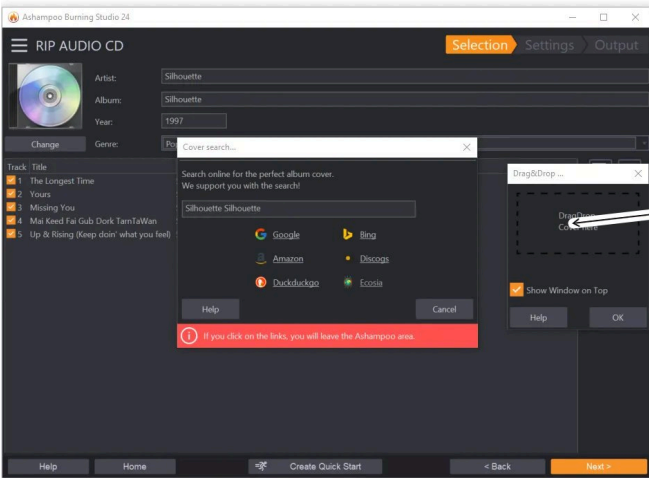 Ashampoo Burning Studio 24
RIP AUDIO CD
Selection
Settings
Output
Artist:
Silhouette
Album:
Silhouette
Year:
1997
Change
Genre:
Track Title
1 The Longest Time
2 Yours
3 Missing You
4 Mai Keed Fai Gub Dork TarnTaWan
5 Up & Rising (Keep doin' what you feel)
Cover search...
Search online for the perfect album cover.
We support you with the search!
Silhouette Silhouette
Google
Bing
Amazon
Discogs
Duckduckgo
Ecosia
Help
Cancel
If you click on the links, you will leave the Ashampoo area.
Drag&Drop ...
Show Window on Top
Help
OK
Help
Home
Create Quick Start
< Back
Next >